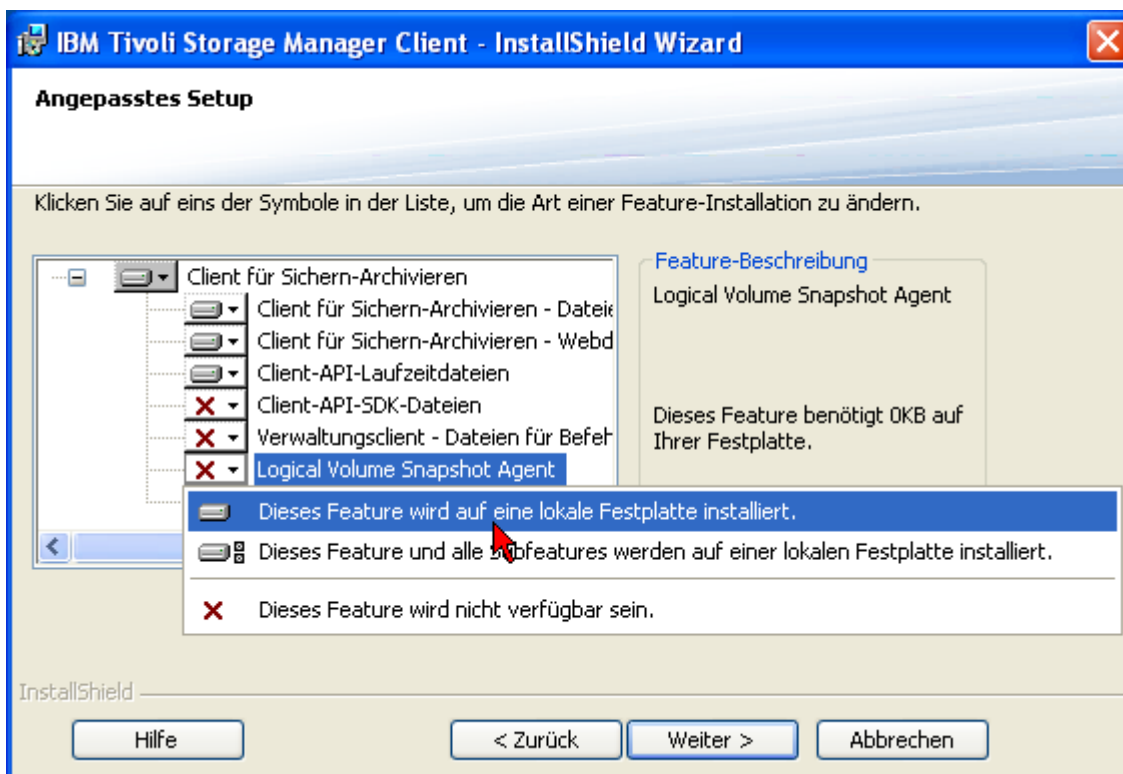 IBM Tivoli Storage Manager Client - InstallShield Wizard
Angepasstes Setup
Klicken Sie auf eins der Symbole in der Liste, um die Art einer Feature-Installation zu ändern.
Client für Sichern-Archivieren
Client für Sichern-Archivieren - Dateie
Client für Sichern-Archivieren - Webd
Client-API-Laufzeitdateien
Client-API-SDK-Dateien
Verwaltungsclient - Dateien für Befeh
Logical Volume Snapshot Agent
Feature-Beschreibung
Logical Volume Snapshot Agent
Dieses Feature benötigt 0KB auf
Ihrer Festplatte.
Dieses Feature wird auf eine lokale Festplatte installiert.
Dieses Feature und alle Subfeatures werden auf einer lokalen Festplatte installiert.
Dieses Feature wird nicht verfügbar sein.
InstallShield
Hilfe
< Zurück
Weiter >
Abbrechen